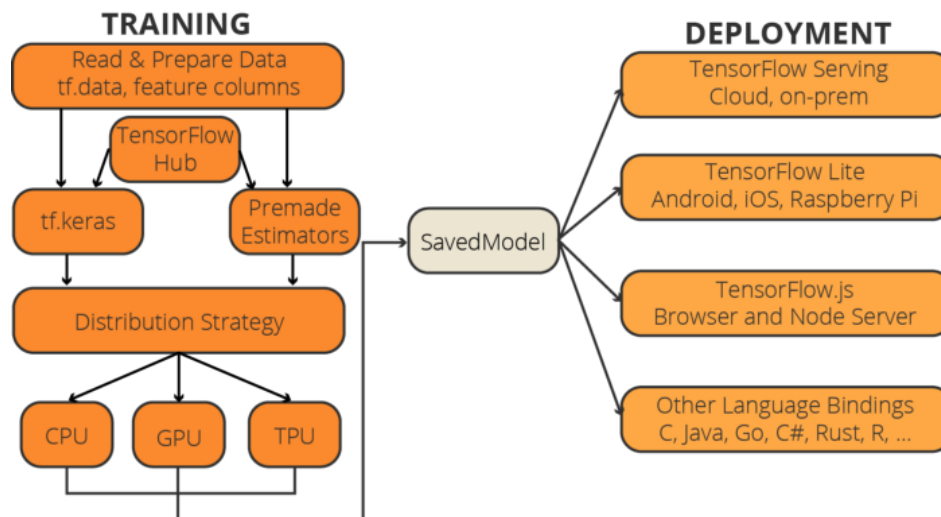 TRAINING
Read & Prepare Data
tf.data, feature columns
TensorFlow
Hub
tf.keras
Premade
Estimators
Distribution Strategy
CPU
GPU
TPU
SavedModel
DEPLOYMENT
TensorFlow Serving
Cloud, on-prem
TensorFlow Lite
Android, iOS, Raspberry Pi
TensorFlow.js
Browser and Node Server
Other Language Bindings
C, Java, Go, C#, Rust, R, ...